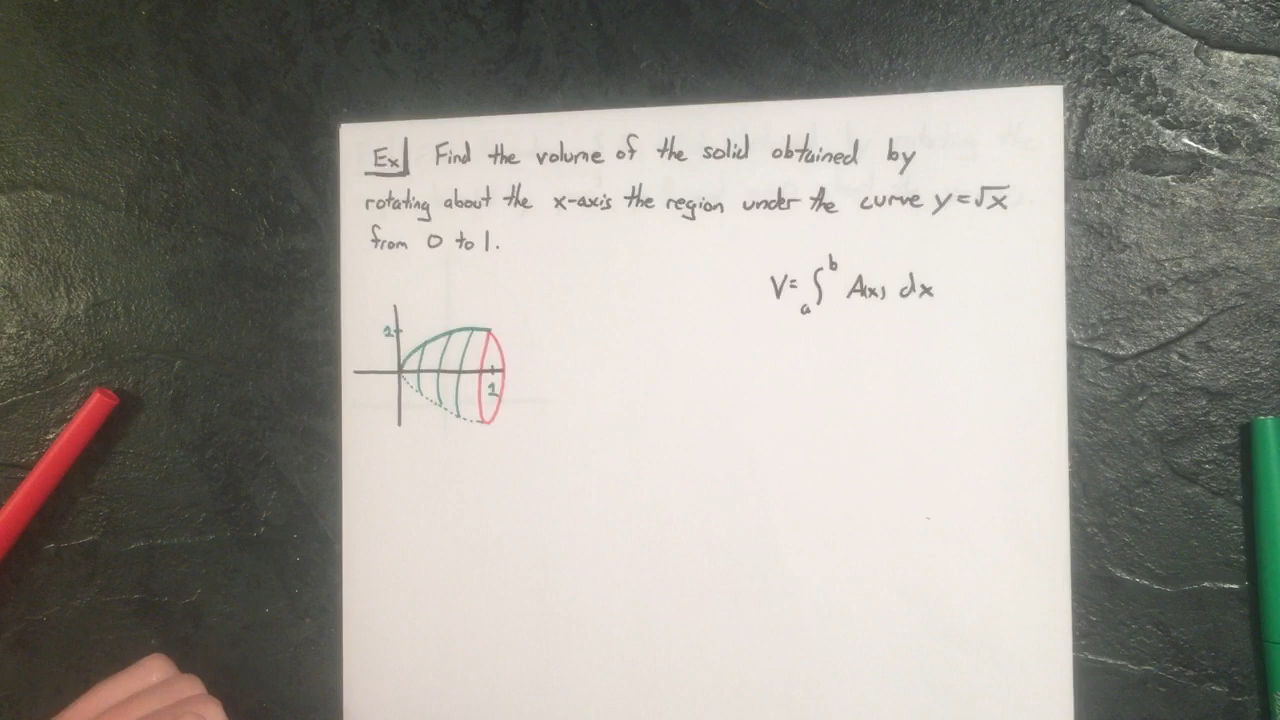 Ex Find the volume of the solid obtained by
rotating about the x-axis the region under the curve y=√x
from 0 to 1.
V= ∫ₐᵇ A(x) dx
2
1